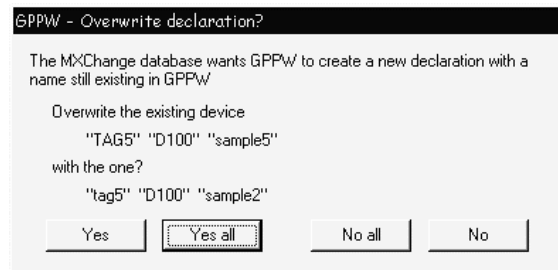 GPPW - Overwrite declaration?
The MXChange database wants GPPW to create a new declaration with a
name still existing in GPPW
Overwrite the existing device
"TAG5" "D100" "sample5"
with the one?
"tag5" "D100" "sample2"
Yes Yes all No all No